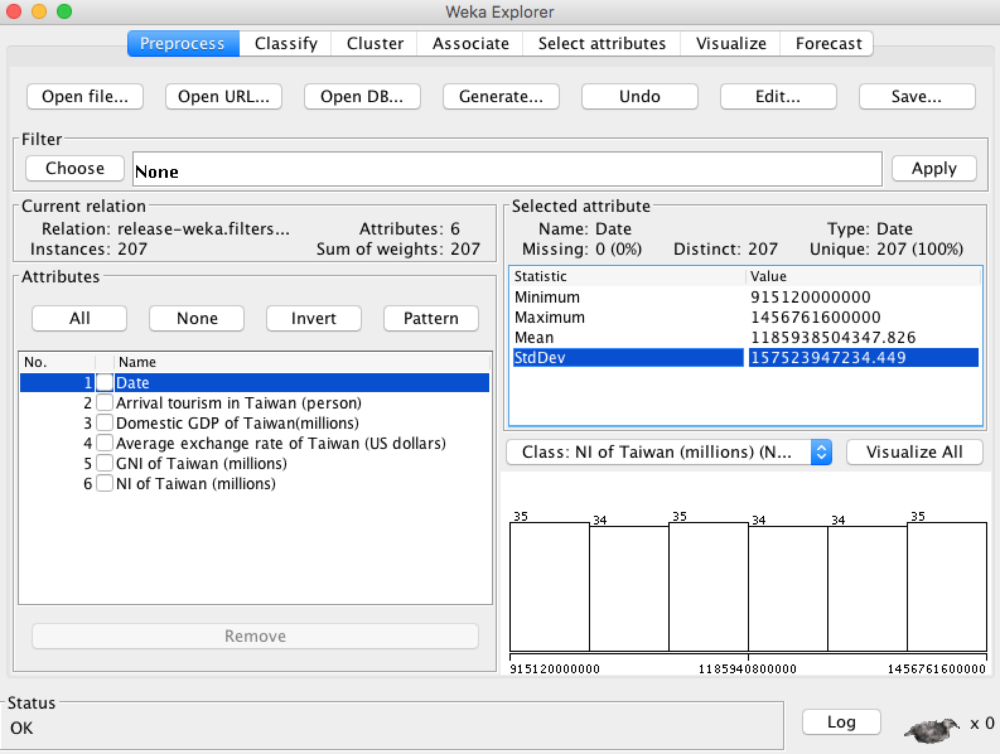 Weka Explorer
Preprocess Classify Cluster Associate Select attributes Visualize Forecast
Open file... Open URL... Open DB... Generate... Undo Edit... Save...
Filter
Choose None Apply
Current relation
Relation: release-weka.filters... Attributes: 6
Instances: 207 Sum of weights: 207
Attributes
All None Invert Pattern
No. Name
1 Date
2 Arrival tourism in Taiwan (person)
3 Domestic GDP of Taiwan(millions)
4 Average exchange rate of Taiwan (US dollars)
5 GNI of Taiwan (millions)
6 NI of Taiwan (millions)
Remove
Selected attribute
Name: Date Type: Date
Missing: 0 (0%) Distinct: 207 Unique: 207 (100%)
Statistic Value
Minimum 915120000000
Maximum 1456761600000
Mean 1185938504347.826
StdDev 157523947234.449
Class: NI of Taiwan (millions) (N... Visualize All
35 34 35 34 34 35
915120000000 1185940800000 1456761600000
Status
OK
Log x 0